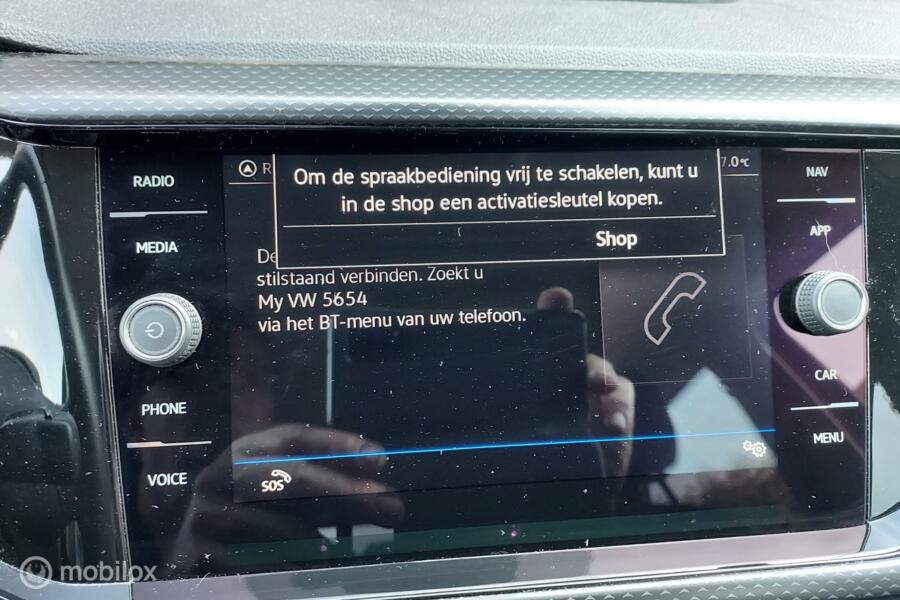 RADIO
MEDIA
PHONE
VOICE
R
7.0°C
Om de spraakbediening vrij te schakelen, kunt u
in de shop een activatiesleutel kopen.
Shop
De
stilstaand verbinden. Zoekt u
My VW 5654
via het BT-menu van uw telefoon.
SOS
NAV
APP
CAR
MENU
mobilox